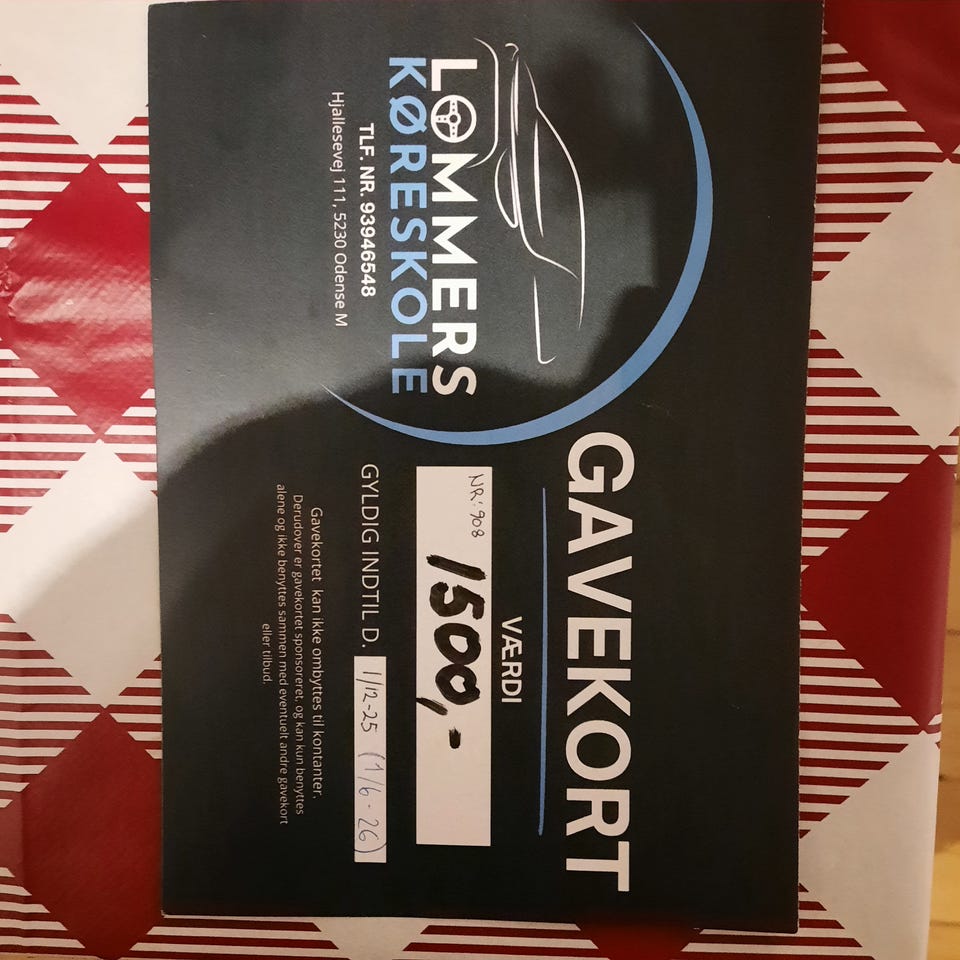 LOMMERS
KØRESKOLE
TLF. NR. 93946548
Hjallesevej 111, 5230 Odense M
GAVEKORT
VÆRDI
NR: 908
1500,-
GYLDIG INDTIL D. 1/12-25 (1/6-26)
Gavekortet kan ikke ombyttes til kontanter.
Derudover er gavekortet sponsoreret, og kan kun benyttes
alene og ikke benyttes sammen med eventuelt andre gavekort
eller tilbud.